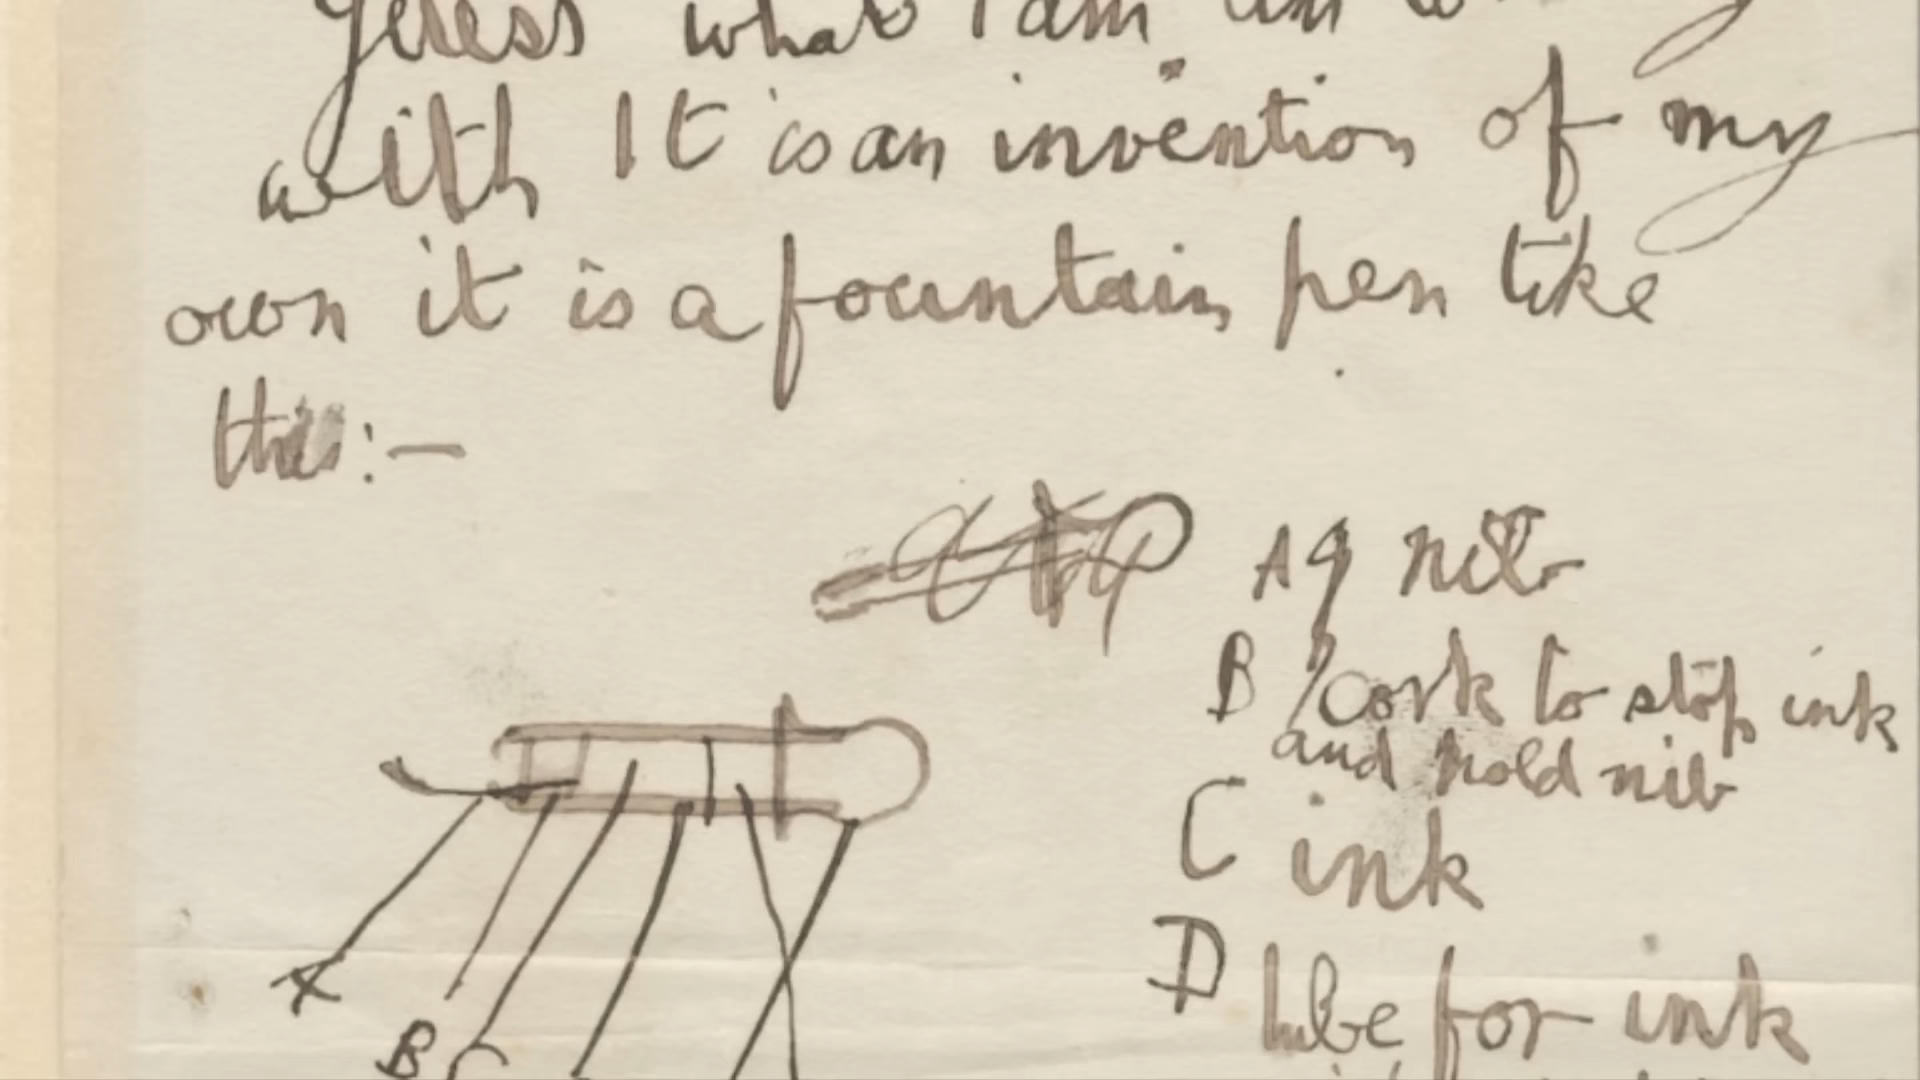 Guess what I am
with It is an invention of my
own it is a fountain pen like
this:—
A nib
B cork to stop ink
and hold nib
C ink
D tube for ink
A
B C